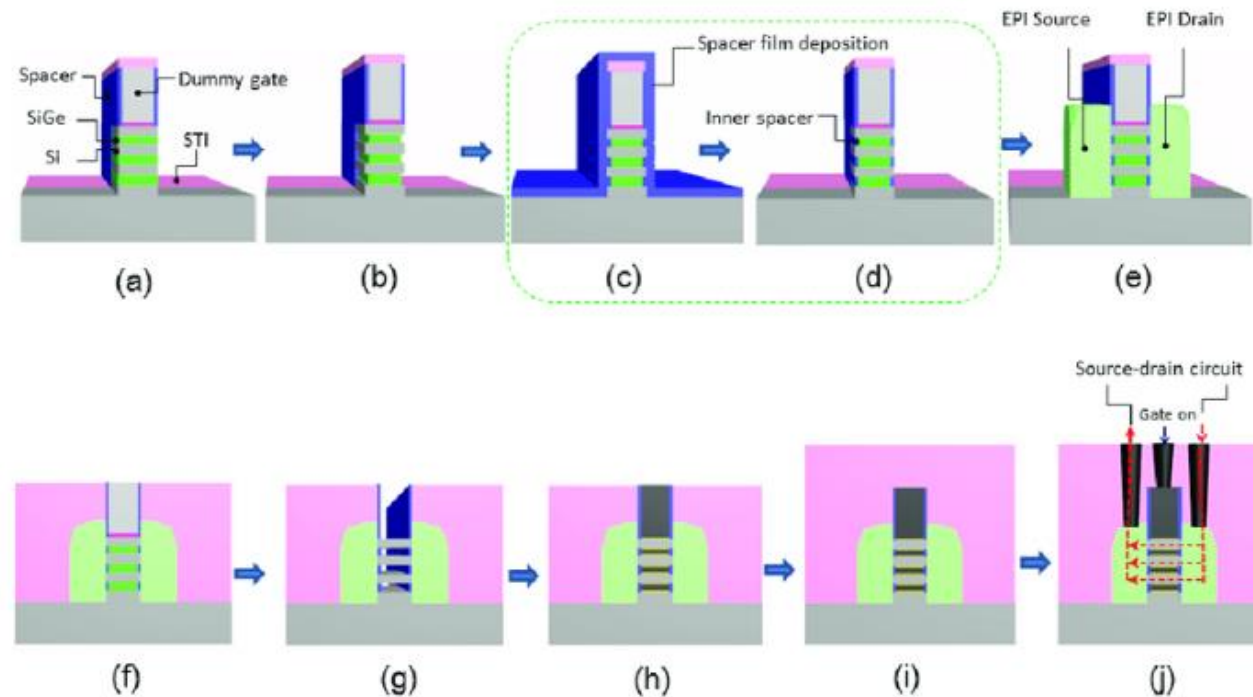 EPI Source
EPI Drain
Spacer film deposition
Spacer
Dummy gate
SiGe
Inner spacer
STI
Si
(a)
(b)
(c)
(d)
(e)
Source-drain circuit
Gate on
(f)
(g)
(h)
(i)
(j)